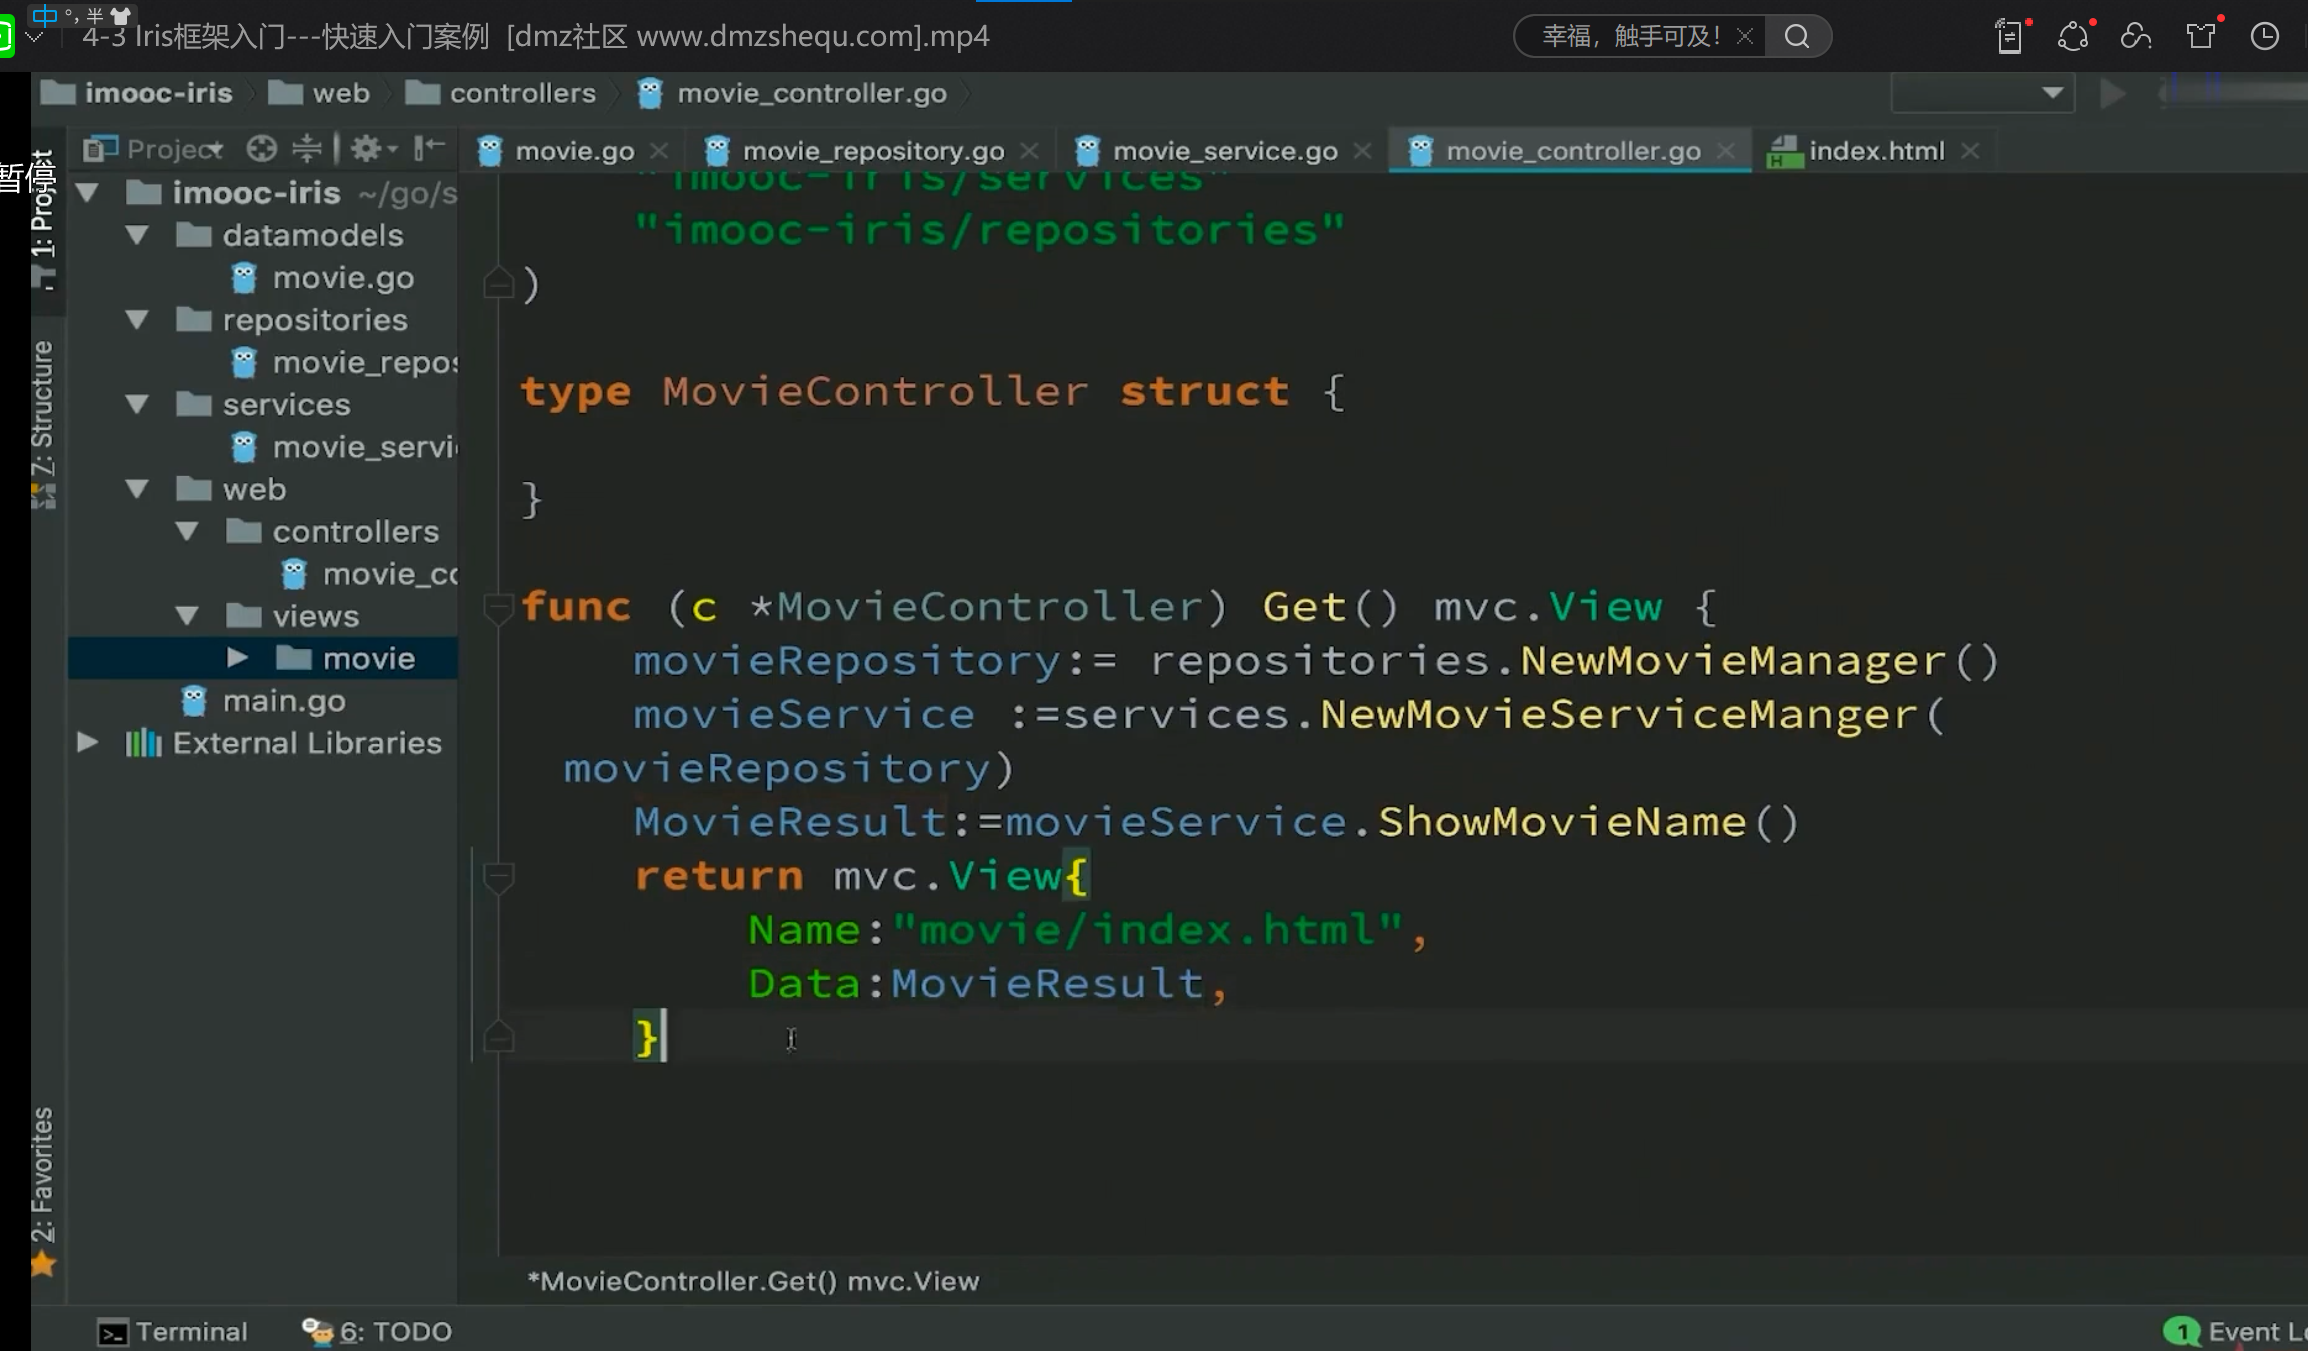 中 °, 半
4-3 Iris框架入门---快速入门案例 [dmz社区 www.dmzshequ.com].mp4
幸福，触手可及！
imooc-iris web controllers movie_controller.go
暂停
Project
movie.go movie_repository.go movie_service.go movie_controller.go index.html
1: Project
7: Structure
2: Favorites
imooc-iris ~/go/s
datamodels
movie.go
repositories
movie_repos
services
movie_servi
web
controllers
movie_co
views
movie
main.go
External Libraries
"imooc-iris/services"
"imooc-iris/repositories"
)
type MovieController struct {
}
func (c *MovieController) Get() mvc.View {
movieRepository:= repositories.NewMovieManager()
movieService :=services.NewMovieServiceManger(
movieRepository)
MovieResult:=movieService.ShowMovieName()
return mvc.View{
Name:"movie/index.html",
Data:MovieResult,
}
*MovieController.Get() mvc.View
Terminal 6: TODO
1 Event Lo